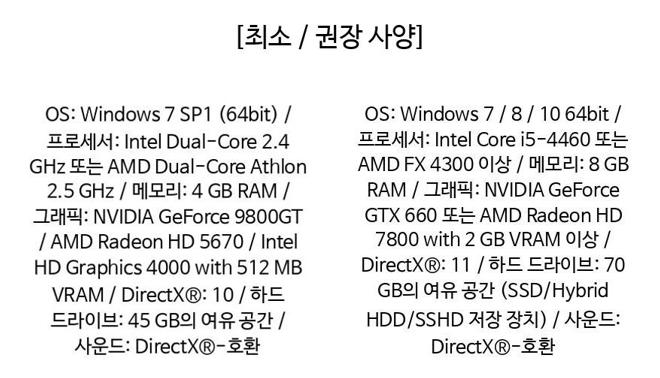 [최소 / 권장 사양]
OS: Windows 7 SP1 (64bit) /
프로세서: Intel Dual-Core 2.4
GHz 또는 AMD Dual-Core Athlon
2.5 GHz / 메모리: 4 GB RAM /
그래픽: NVIDIA GeForce 9800GT
/ AMD Radeon HD 5670 / Intel
HD Graphics 4000 with 512 MB
VRAM / DirectX®: 10 / 하드
드라이브: 45 GB의 여유 공간 /
사운드: DirectX®-호환
OS: Windows 7 / 8 / 10 64bit /
프로세서: Intel Core i5-4460 또는
AMD FX 4300 이상 / 메모리: 8 GB
RAM / 그래픽: NVIDIA GeForce
GTX 660 또는 AMD Radeon HD
7800 with 2 GB VRAM 이상 /
DirectX®: 11 / 하드 드라이브: 70
GB의 여유 공간 (SSD/Hybrid
HDD/SSHD 저장 장치) / 사운드:
DirectX®-호환